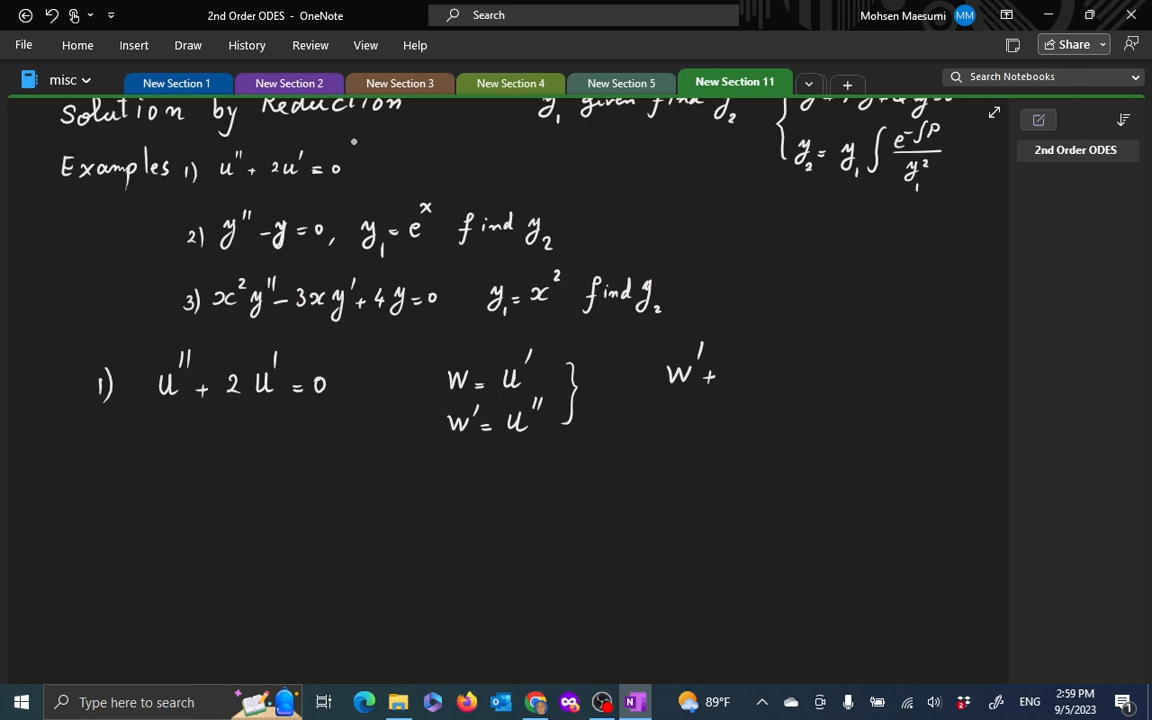 2nd Order ODES - OneNote
Search
Mohsen Maesumi MM
File Home Insert Draw History Review View Help
Share
misc
New Section 1 New Section 2 New Section 3 New Section 4 New Section 5 New Section 11
Search Notebooks
2nd Order ODES
Solution by Reduction
y₁ given find y₂
y₂ = y₁ ∫ e^(-∫P) / y₁²
Examples 1) u'' + 2u' = 0
2) y'' - y = 0, y₁ = eˣ find y₂
3) x²y'' - 3xy' + 4y = 0 y₁ = x² find y₂
1) u'' + 2u' = 0
w = u'
w' = u''
}
w' +
Type here to search
89°F
ENG
2:59 PM
9/5/2023
1